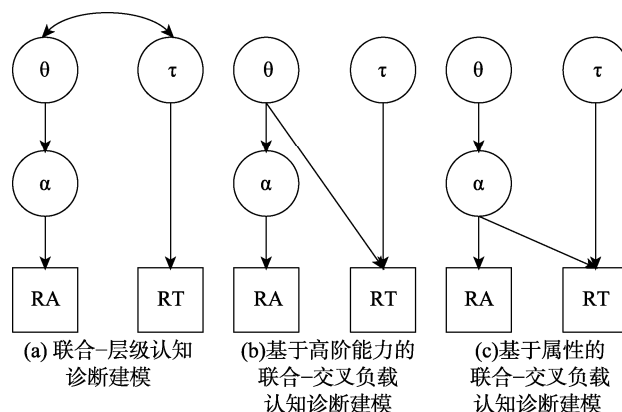 θ τ θ τ θ τ
α α α
RA RT RA RT RA RT
(a) 联合−层级认知
诊断建模
(b)基于高阶能力的
联合−交叉负载
认知诊断建模
(c)基于属性的
联合−交叉负载
认知诊断建模